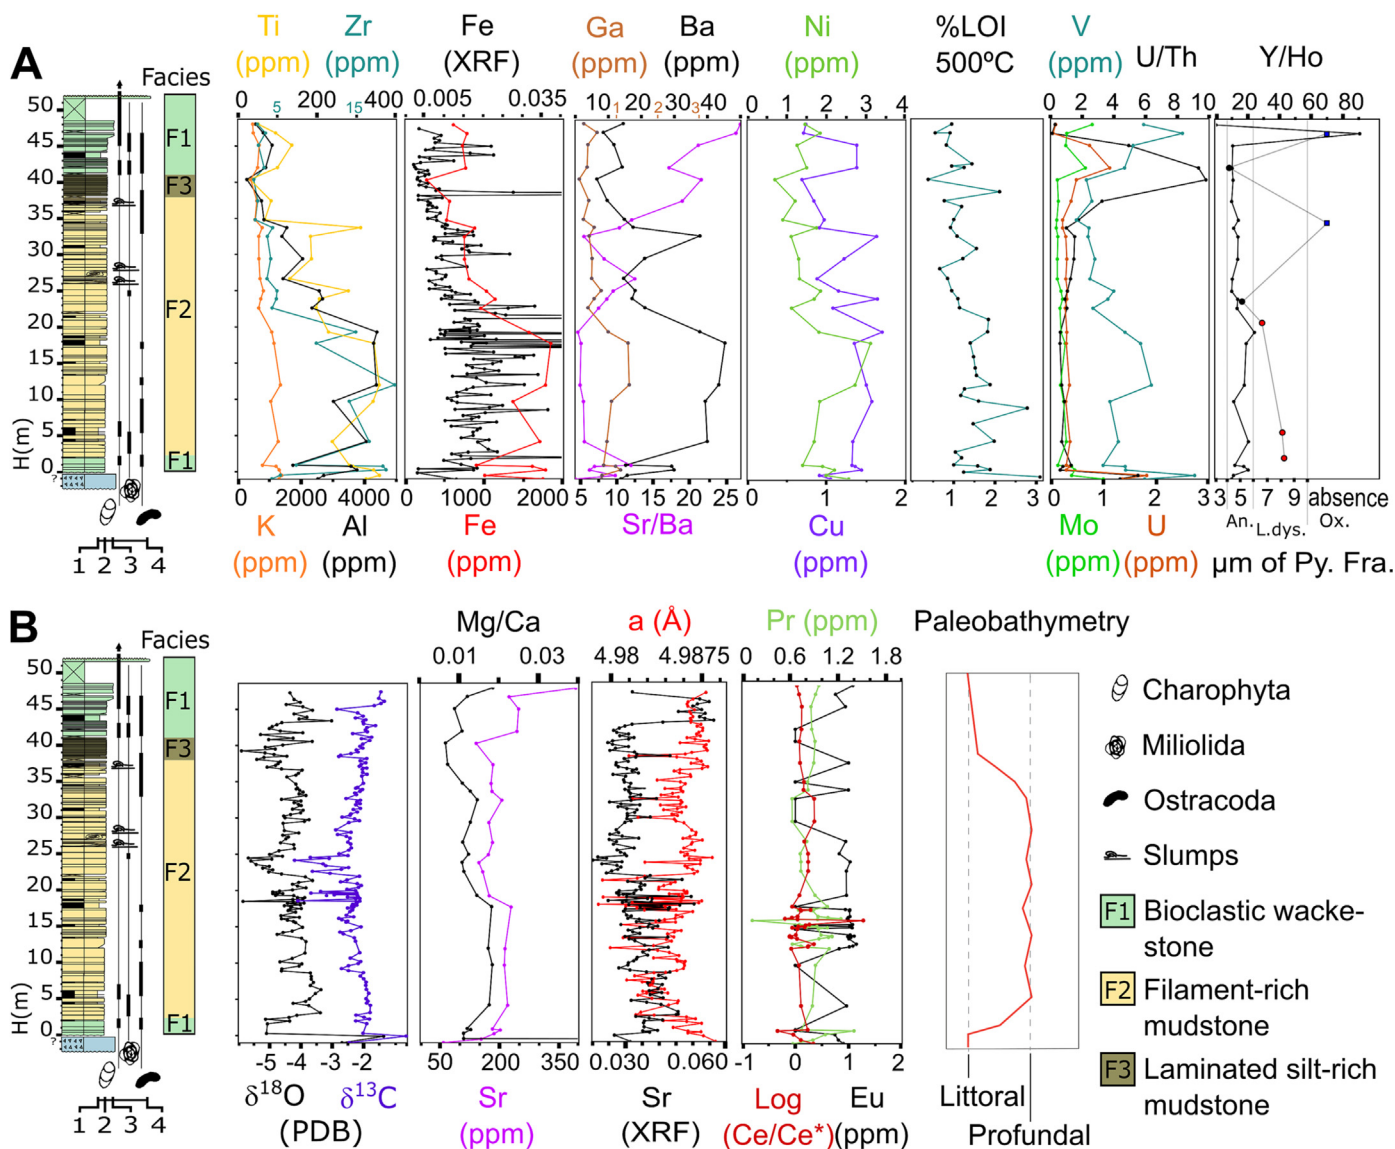 A
Facies
Ti
(ppm)
Zr
(ppm)
Fe
(XRF)
Ga
(ppm)
Ba
(ppm)
Ni
(ppm)
%LOI
500ºC
V
(ppm)
U/Th
Y/Ho
0 5 200 15 400
0.005 0.035
10 1 20 2 30 3 40
0 1 2 3 4
0 2 4 6 8 10
20 40 60 80
50
45
40
35
30
25
20
15
10
5
0
?
H(m)
F1
F3
F2
F1
0 2000 4000
0 1000 2000
5 10 15 20 25
0 2 4
0 1 2 3
0 1 2 3
3 5 7 9 absence
An. L.dys. Ox.
K
(ppm)
Al
(ppm)
Fe
(ppm)
Sr/Ba
Cu
(ppm)
Mo
(ppm)
U
(ppm)
µm of Py. Fra.
1 2 3 4
B
Facies
Mg/Ca
a (Å)
Pr (ppm)
Paleobathymetry
0.01 0.03
4.98 4.9875
0 0.6 1.2 1.8
50
45
40
35
30
25
20
15
10
5
0
?
H(m)
F1
F3
F2
F1
-5 -4 -2
50 200 350
0.030 0.060
-1 0 1 2
δ18O
δ13C
(PDB)
Sr
(ppm)
Sr
(XRF)
Log
(Ce/Ce*)
Eu
(ppm)
Littoral
Profundal
1 2 3 4
Charophyta
Miliolida
Ostracoda
Slumps
F1 Bioclastic wacke-
stone
F2 Filament-rich
mudstone
F3 Laminated silt-rich
mudstone